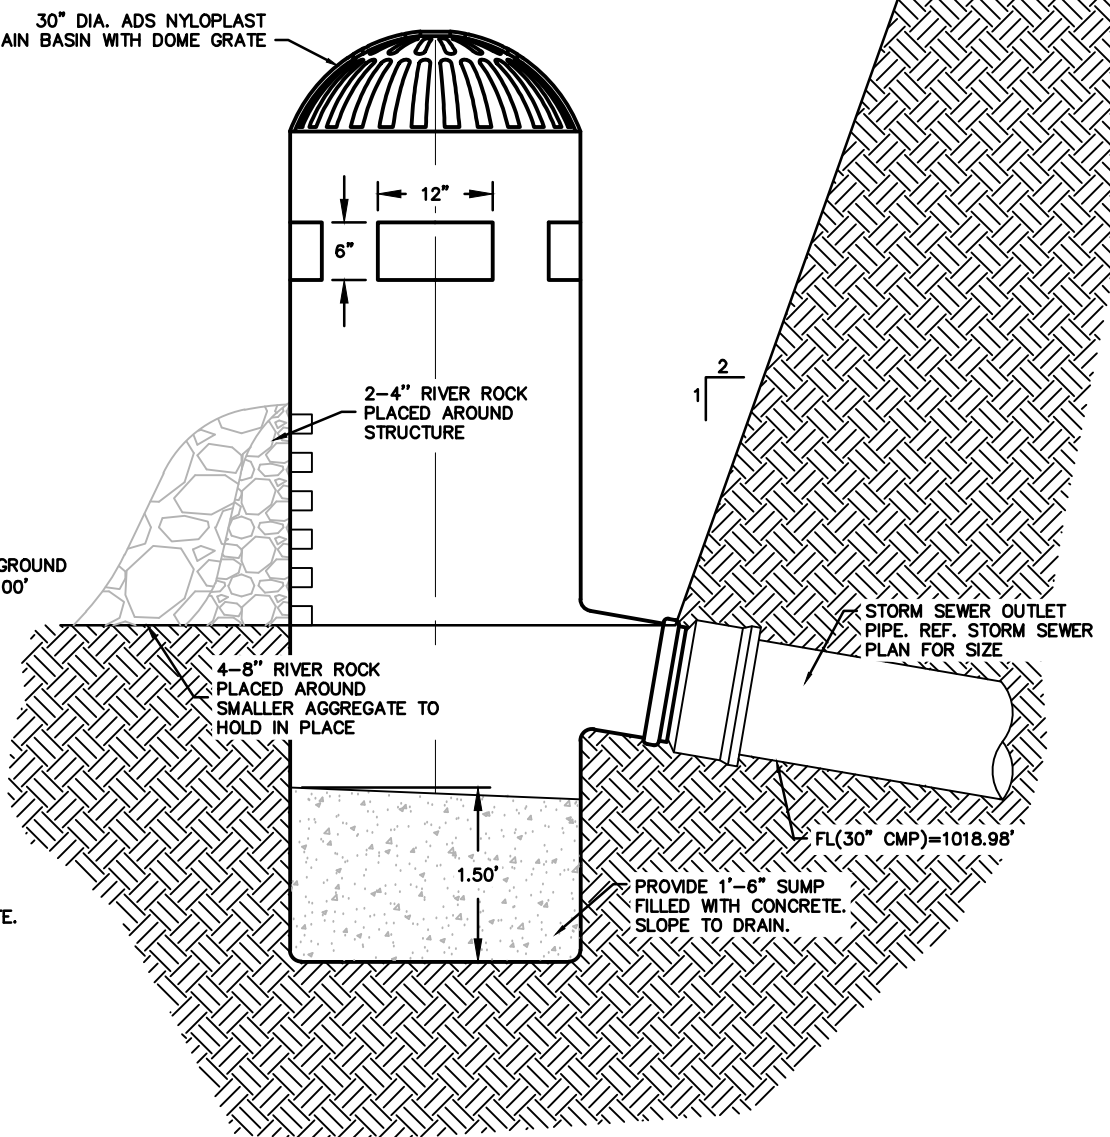 30" DIA. ADS NYLOPLAST
AIN BASIN WITH DOME GRATE
12"
6"
2
1
2-4" RIVER ROCK
PLACED AROUND
STRUCTURE
GROUND
00'
STORM SEWER OUTLET
PIPE. REF. STORM SEWER
PLAN FOR SIZE
4-8" RIVER ROCK
PLACED AROUND
SMALLER AGGREGATE TO
HOLD IN PLACE
FL(30" CMP)=1018.98'
1.50'
PROVIDE 1'-6" SUMP
FILLED WITH CONCRETE.
SLOPE TO DRAIN.
TE.